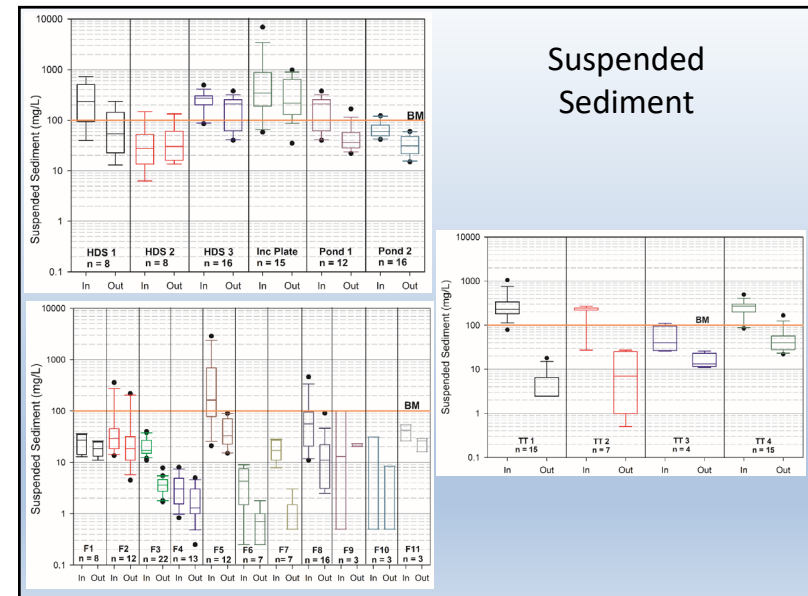 Suspended
Sediment
10000
1000
100
10
1
0.1
Suspended Sediment (mg/L)
BM
HDS 1 HDS 2 HDS 3 Inc Plate Pond 1 Pond 2
n = 8 n = 8 n = 16 n = 15 n = 12 n = 16
In Out In Out In Out In Out In Out In Out
10000
1000
100
10
1
0.1
Suspended Sediment (mg/L)
BM
TT 1 TT 2 TT 3 TT 4
n = 15 n = 7 n = 4 n = 15
In Out In Out In Out In Out
10000
1000
100
10
1
0.1
Suspended Sediment (mg/L)
BM
F1 F2 F3 F4 F5 F6 F7 F8 F9 F10 F11
n = 8 n = 12 n = 22 n = 13 n = 12 n = 7 n = 7 n = 16 n = 3 n = 3 n = 3
In Out In Out In Out In Out In Out In Out In Out In Out In Out In Out In Out